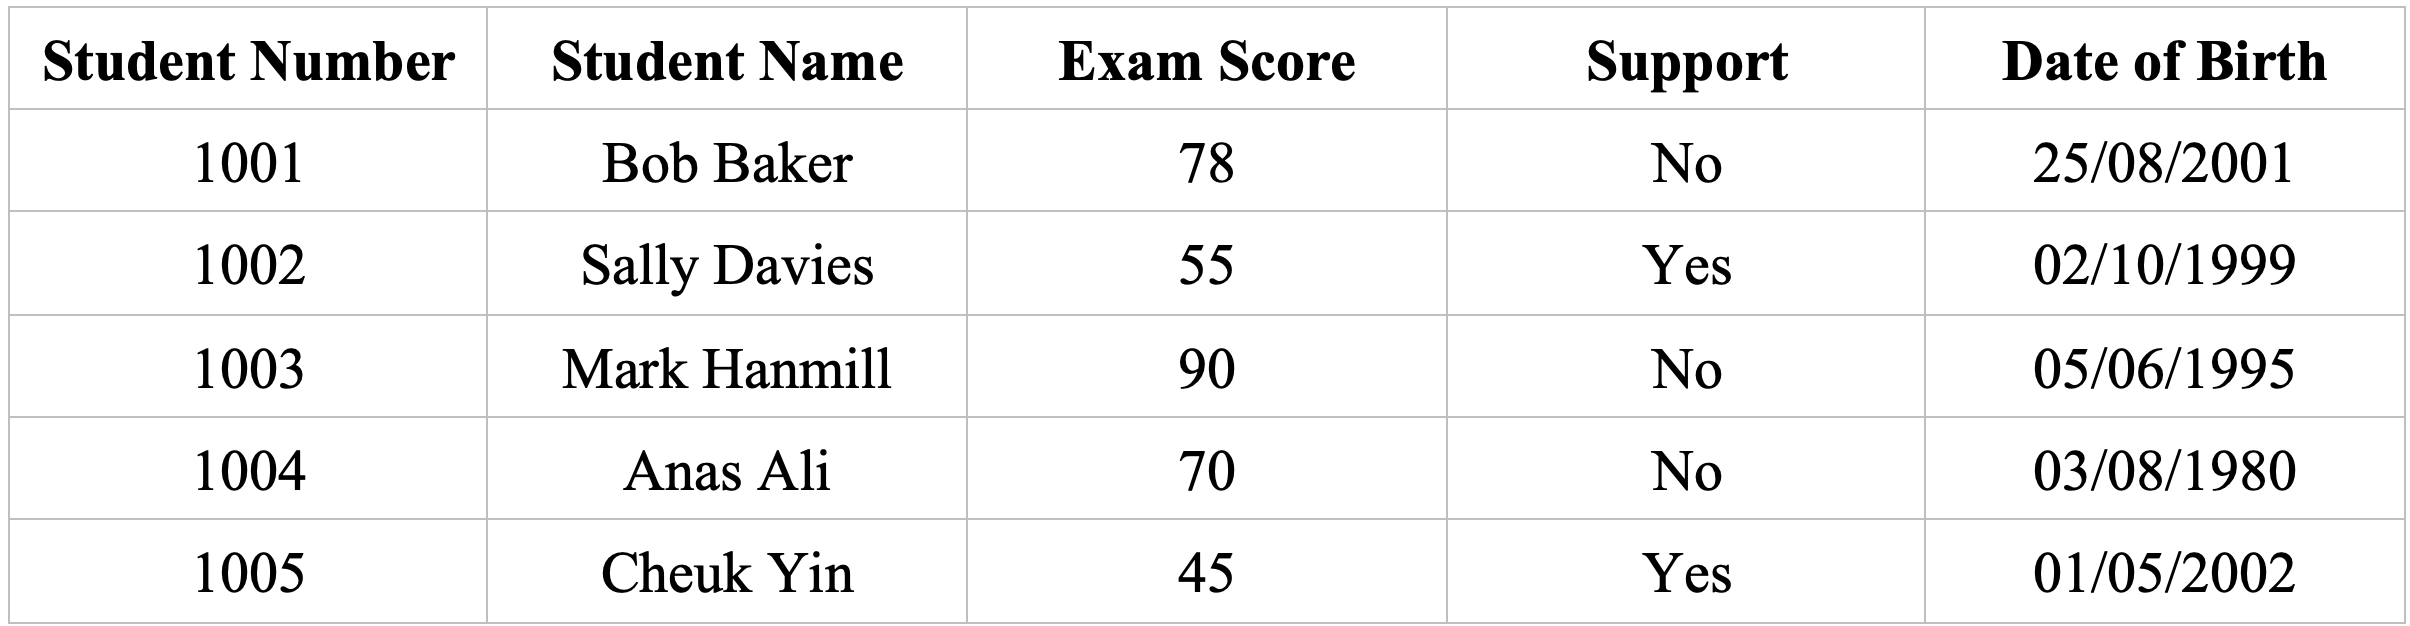 Student Number Student Name Exam Score Support Date of Birth
1001 Bob Baker 78 No 25/08/2001
1002 Sally Davies 55 Yes 02/10/1999
1003 Mark Hanmill 90 No 05/06/1995
1004 Anas Ali 70 No 03/08/1980
1005 Cheuk Yin 45 Yes 01/05/2002